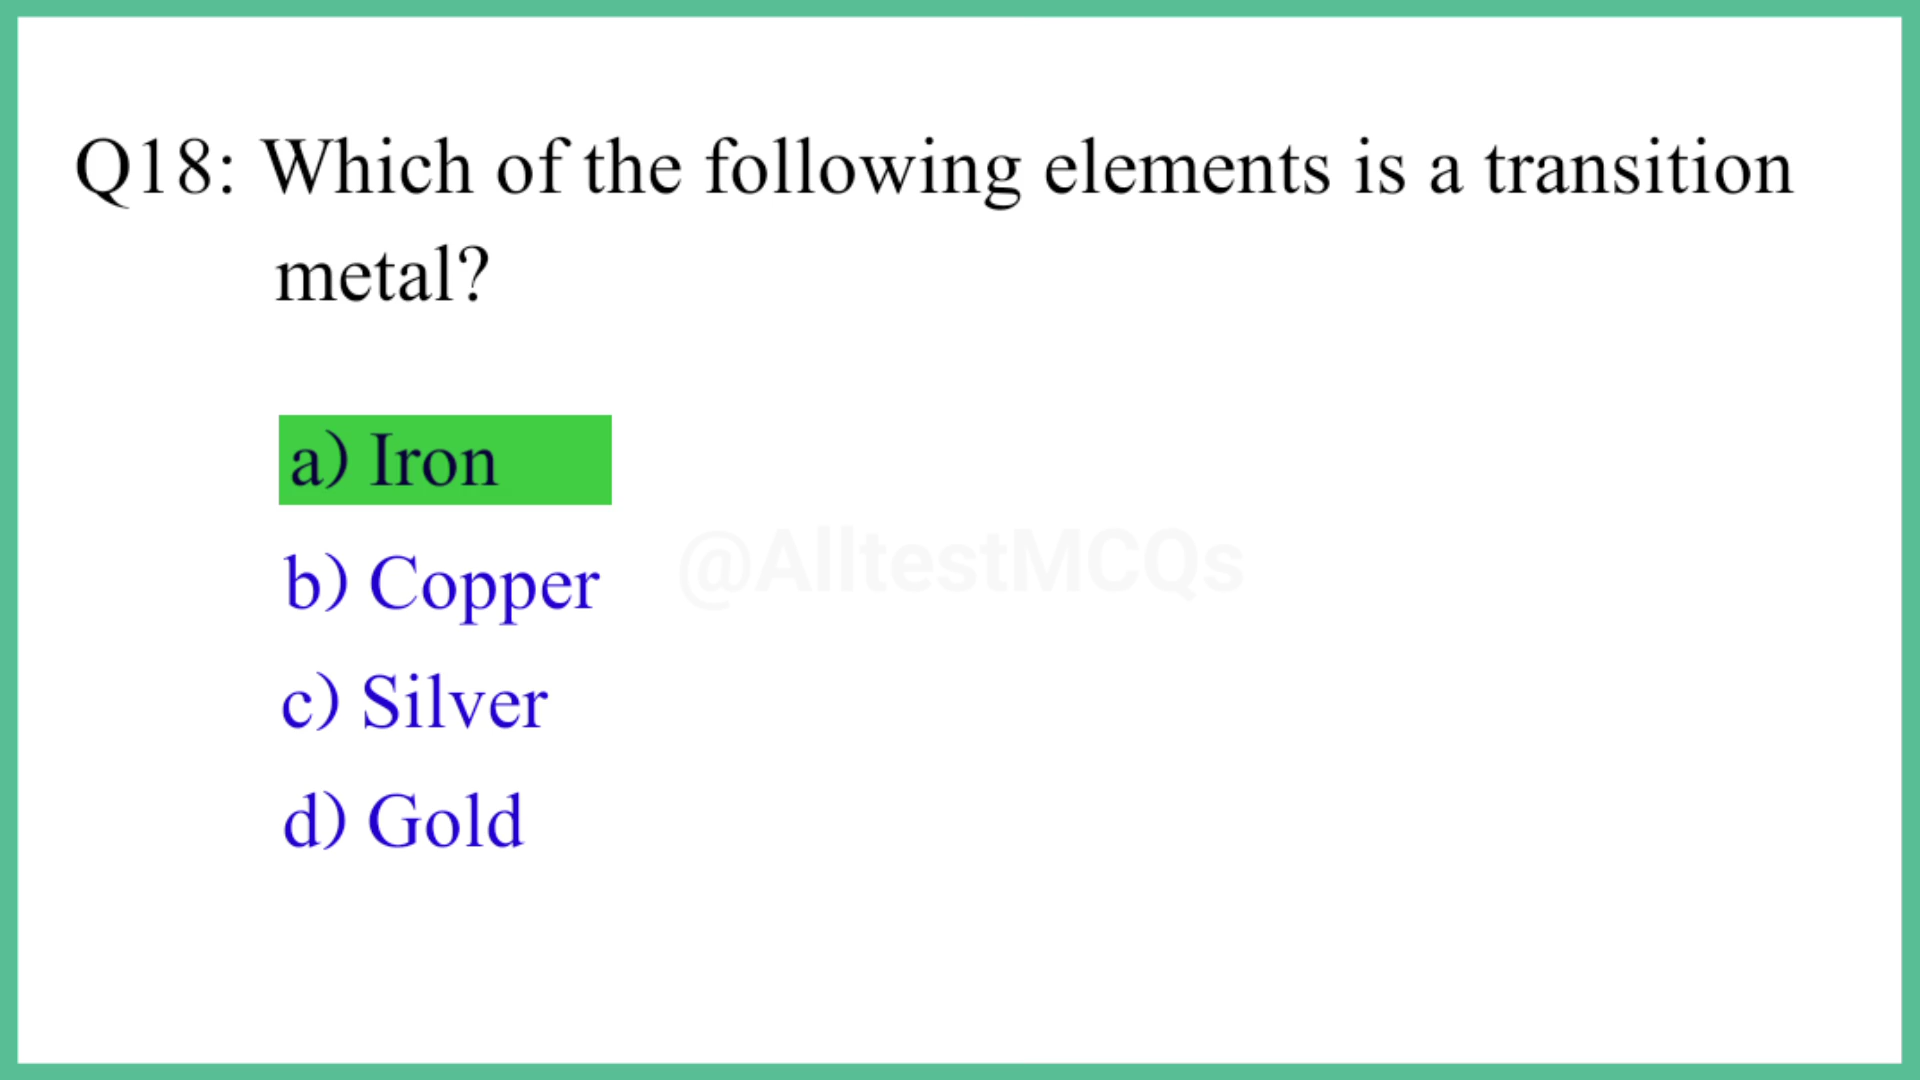 Q18: Which of the following elements is a transition
metal?
a) Iron
@AlltestMCQs
b) Copper
c) Silver
d) Gold